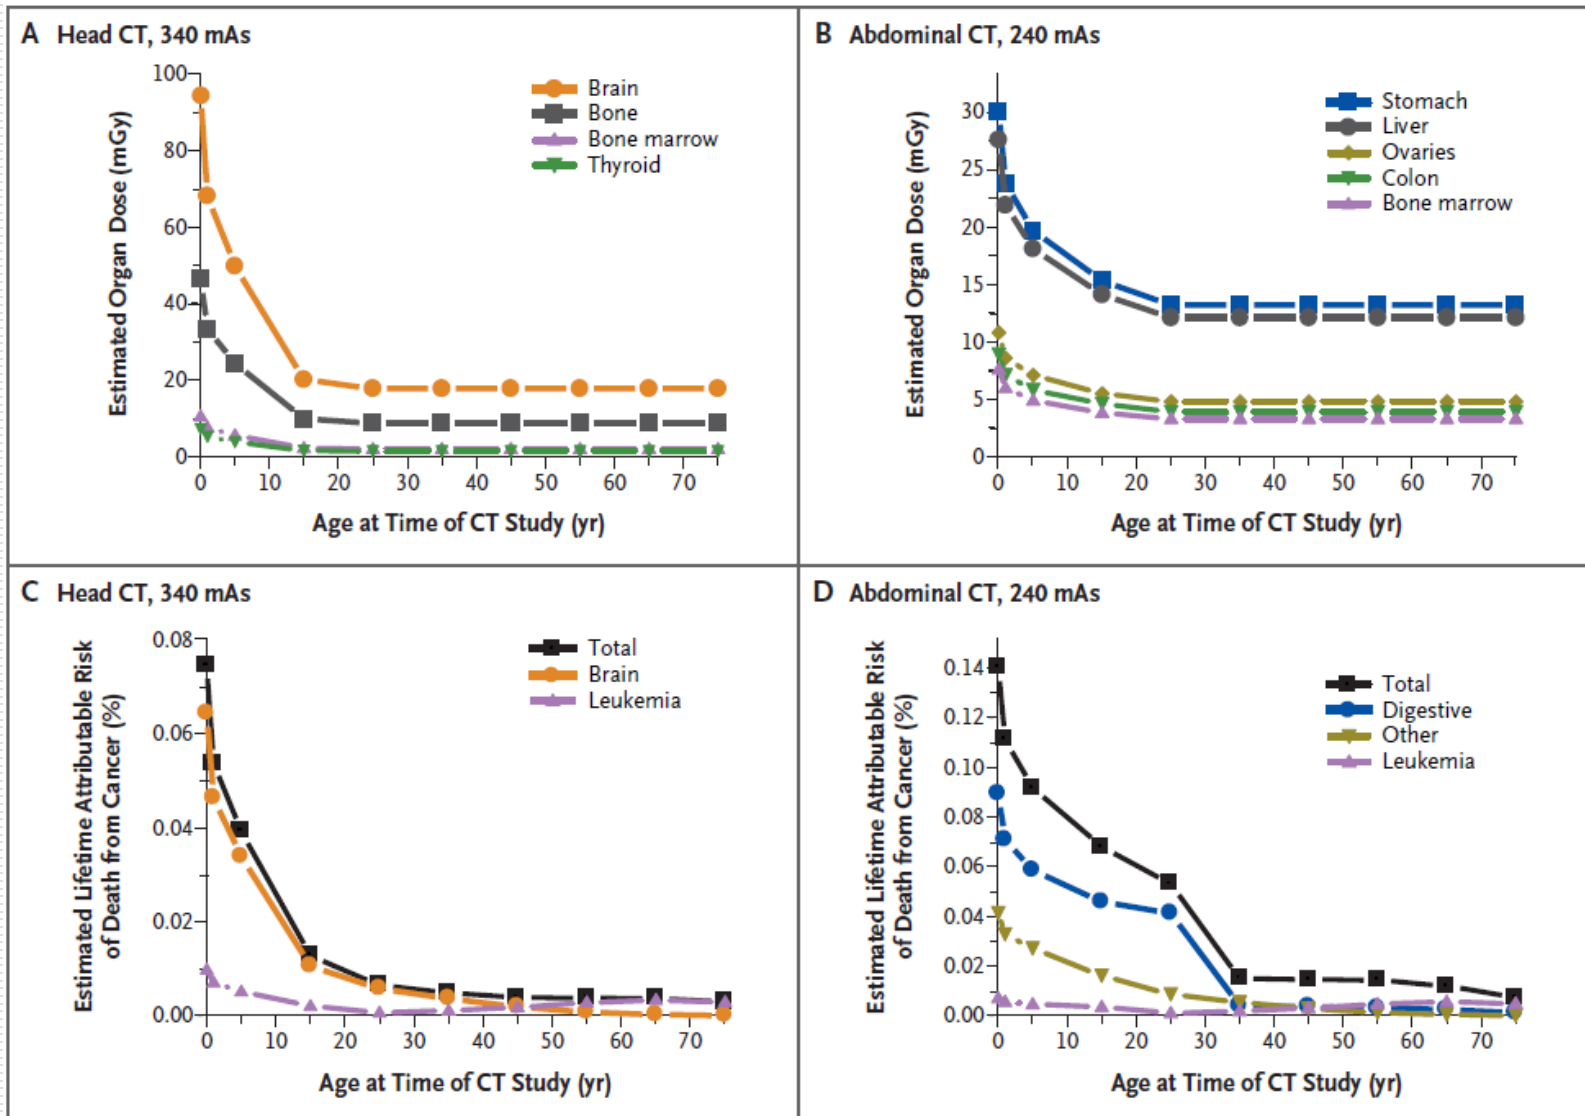 A Head CT, 340 mAs
Estimated Organ Dose (mGy)
100
80
60
40
20
0
Brain
Bone
Bone marrow
Thyroid
0 10 20 30 40 50 60 70
Age at Time of CT Study (yr)
B Abdominal CT, 240 mAs
Estimated Organ Dose (mGy)
30
25
20
15
10
5
0
Stomach
Liver
Ovaries
Colon
Bone marrow
0 10 20 30 40 50 60 70
Age at Time of CT Study (yr)
C Head CT, 340 mAs
Estimated Lifetime Attributable Risk
of Death from Cancer (%)
0.08
0.06
0.04
0.02
0.00
Total
Brain
Leukemia
0 10 20 30 40 50 60 70
Age at Time of CT Study (yr)
D Abdominal CT, 240 mAs
Estimated Lifetime Attributable Risk
of Death from Cancer (%)
0.14
0.12
0.10
0.08
0.06
0.04
0.02
0.00
Total
Digestive
Other
Leukemia
0 10 20 30 40 50 60 70
Age at Time of CT Study (yr)